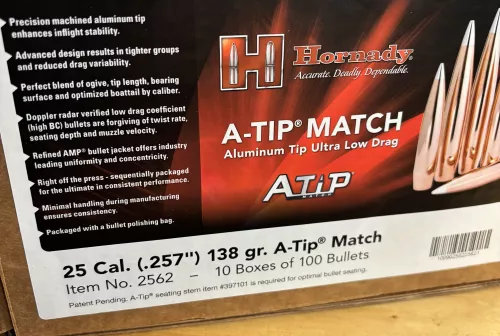 Precision machined aluminum tip
enhances inflight stability.
Advanced design results in tighter groups
and reduced drag variability.
Perfect blend of ogive, tip length, bearing
surface and optimized boattail by caliber.
Doppler radar verified low drag coefficient
(high BC) bullets are forgiving of twist rate,
seating depth and muzzle velocity.
Refined AMP® bullet jacket offers industry
leading uniformity and concentricity.
Right off the press - sequentially packaged
for the ultimate in consistent performance.
Minimal handling during manufacturing
ensures consistency.
Packaged with a bullet polishing bag.
H Hornady®
Accurate. Deadly. Dependable.
A-TIP® MATCH
Aluminum Tip Ultra Low Drag
A-TIP
MATCH
25 Cal. (.257") 138 gr. A-Tip® Match
Item No. 2562 – 10 Boxes of 100 Bullets
Patent Pending. A-Tip® seating stem item #397101 is required for optimal bullet seating.